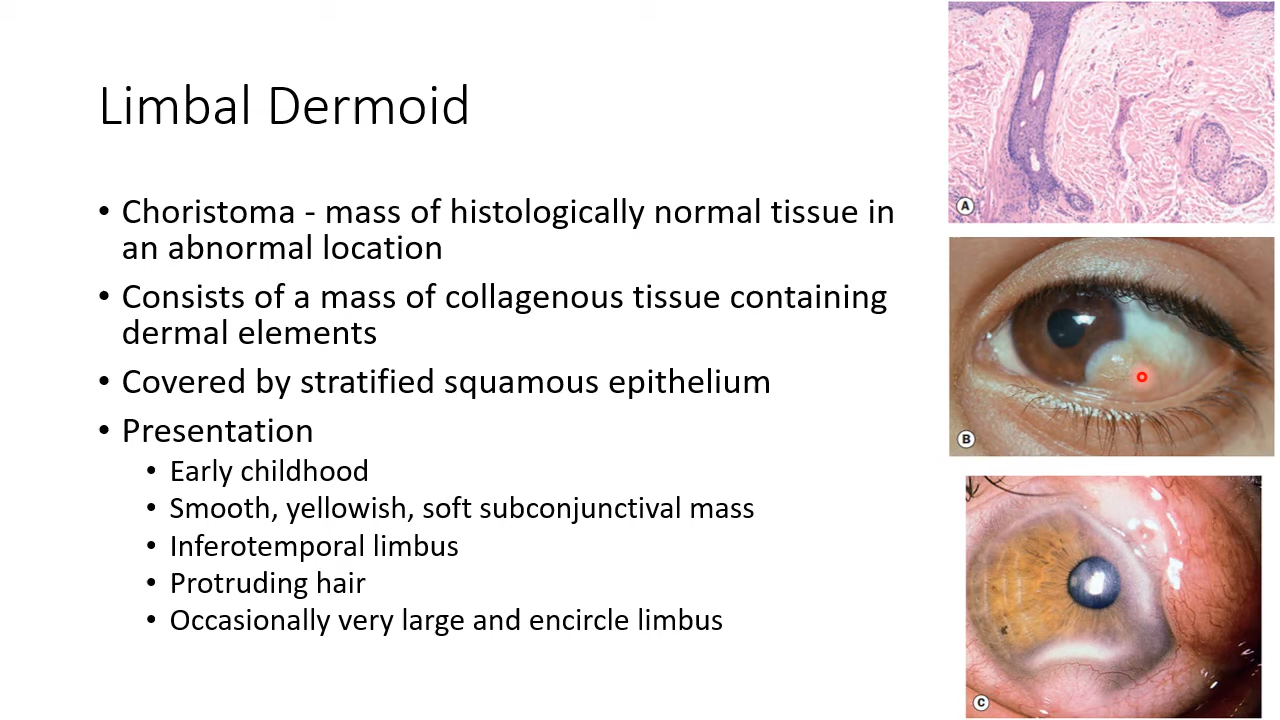 Limbal Dermoid
• Choristoma - mass of histologically normal tissue in
an abnormal location
• Consists of a mass of collagenous tissue containing
dermal elements
• Covered by stratified squamous epithelium
• Presentation
• Early childhood
• Smooth, yellowish, soft subconjunctival mass
• Inferotemporal limbus
• Protruding hair
• Occasionally very large and encircle limbus
A
B
C